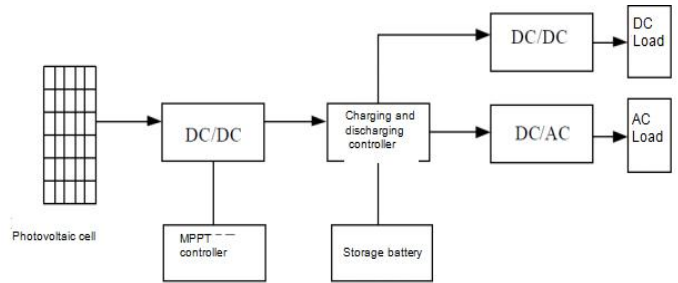 DC
Load
DC/DC
DC/DC
Charging and
discharging
controller
DC/AC
AC
Load
Photovoltaic cell
MPPT
controller
Storage battery